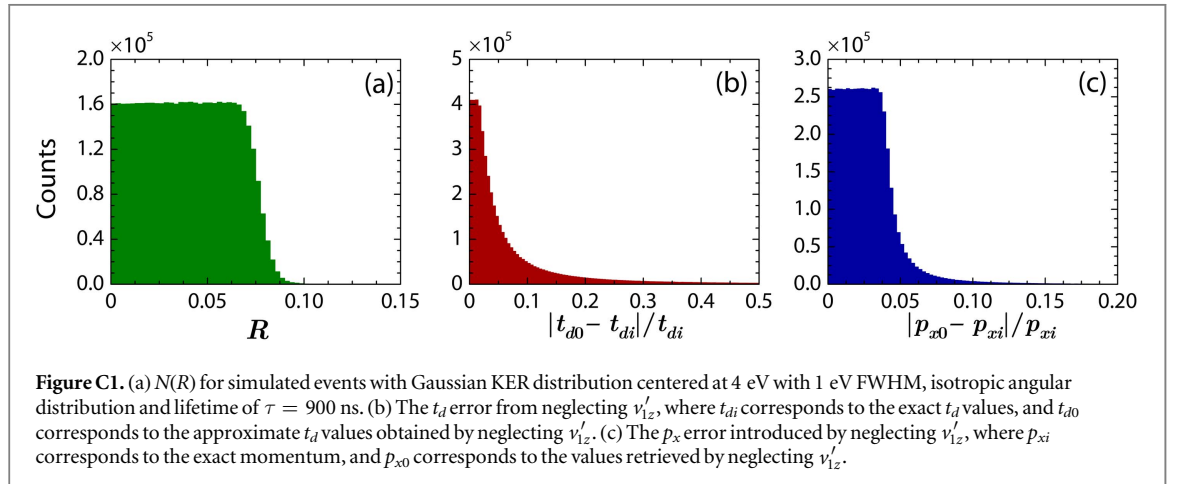 ×10⁵
2.0
1.6
1.2
0.8
0.4
0.0
Counts
(a)
0 0.05 0.10 0.15
R
×10⁵
5
4
3
2
1
0
(b)
0 0.1 0.2 0.3 0.4 0.5
|t_d0 − t_di|/t_di
×10⁵
3.0
2.5
2.0
1.5
1.0
0.5
0.0
(c)
0 0.05 0.10 0.15 0.20
|p_x0 − p_xi|/p_xi
Figure C1. (a) N(R) for simulated events with Gaussian KER distribution centered at 4 eV with 1 eV FWHM, isotropic angular
distribution and lifetime of τ = 900 ns. (b) The t_d error from neglecting v′_1z, where t_di corresponds to the exact t_d values, and t_d0
corresponds to the approximate t_d values obtained by neglecting v′_1z. (c) The p_x error introduced by neglecting v′_1z, where p_xi
corresponds to the exact momentum, and p_x0 corresponds to the values retrieved by neglecting v′_1z.